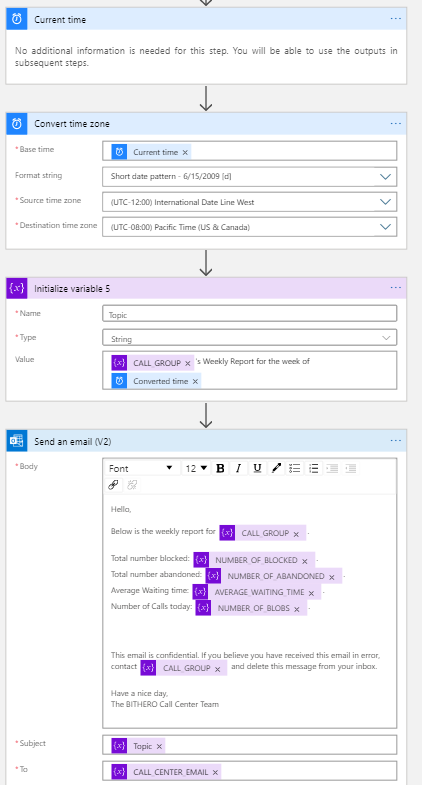 Current time
No additional information is needed for this step. You will be able to use the outputs in
subsequent steps.
Convert time zone
* Base time
Current time ×
Format string
Short date pattern - 6/15/2009 [d]
* Source time zone
(UTC-12:00) International Date Line West
* Destination time zone
(UTC-08:00) Pacific Time (US & Canada)
{x} Initialize variable 5
* Name
Topic
* Type
String
Value
{x} CALL_GROUP × 's Weekly Report for the week of
Converted time ×
Send an email (V2)
* Body
Font 12 B I U
Hello,
Below is the weekly report for {x} CALL_GROUP × .
Total number blocked: {x} NUMBER_OF_BLOCKED × .
Total number abandoned: {x} NUMBER_OF_ABANDONED × .
Average Waiting time: {x} AVERAGE_WAITING_TIME × .
Number of Calls today: {x} NUMBER_OF_BLOBS × .
This email is confidential. If you believe you have received this email in error,
contact {x} CALL_GROUP × and delete this message from your inbox.
Have a nice day,
The BITHERO Call Center Team
* Subject
{x} Topic ×
* To
{x} CALL_CENTER_EMAIL ×